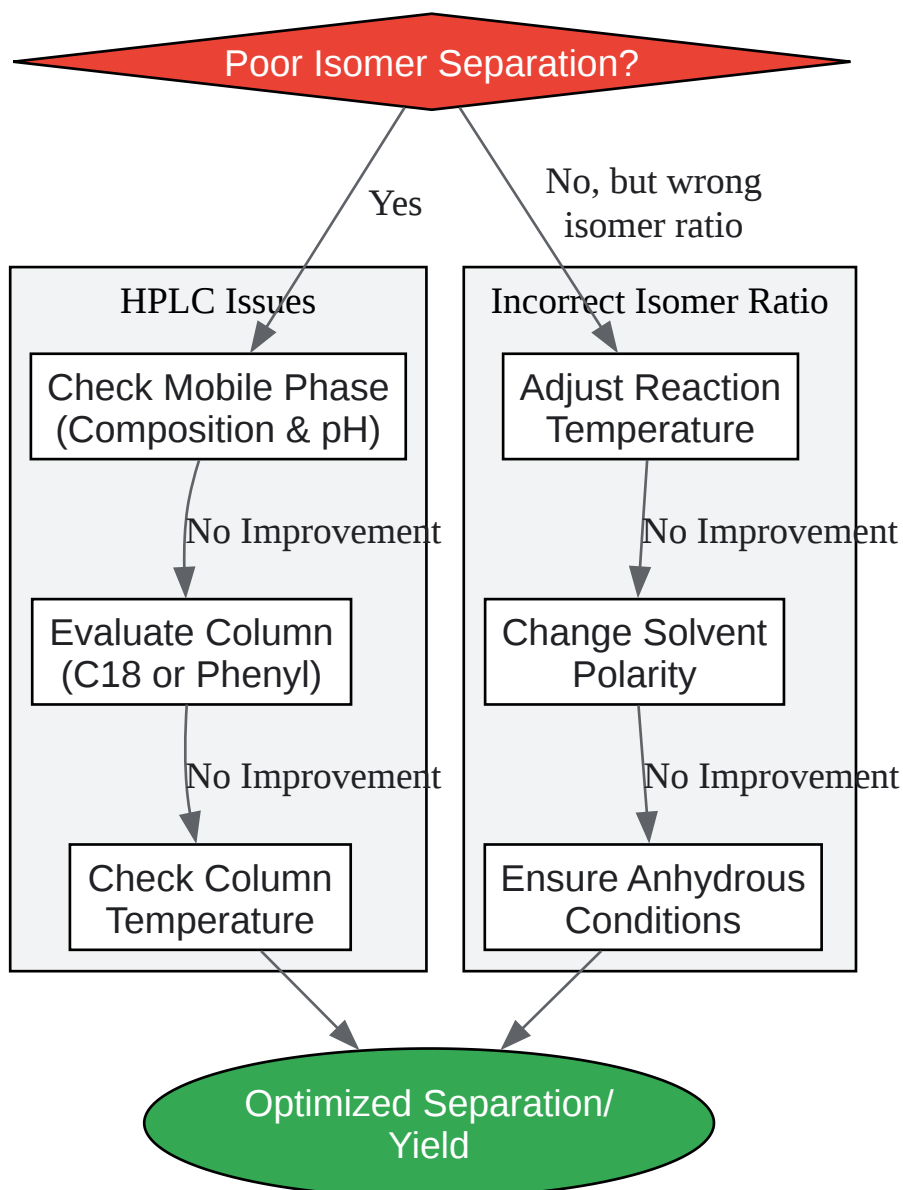 Poor Isomer Separation?
Yes
No, but wrong
isomer ratio
HPLC Issues
Check Mobile Phase
(Composition & pH)
No Improvement
Evaluate Column
(C18 or Phenyl)
No Improvement
Check Column
Temperature
Incorrect Isomer Ratio
Adjust Reaction
Temperature
No Improvement
Change Solvent
Polarity
No Improvement
Ensure Anhydrous
Conditions
Optimized Separation/
Yield